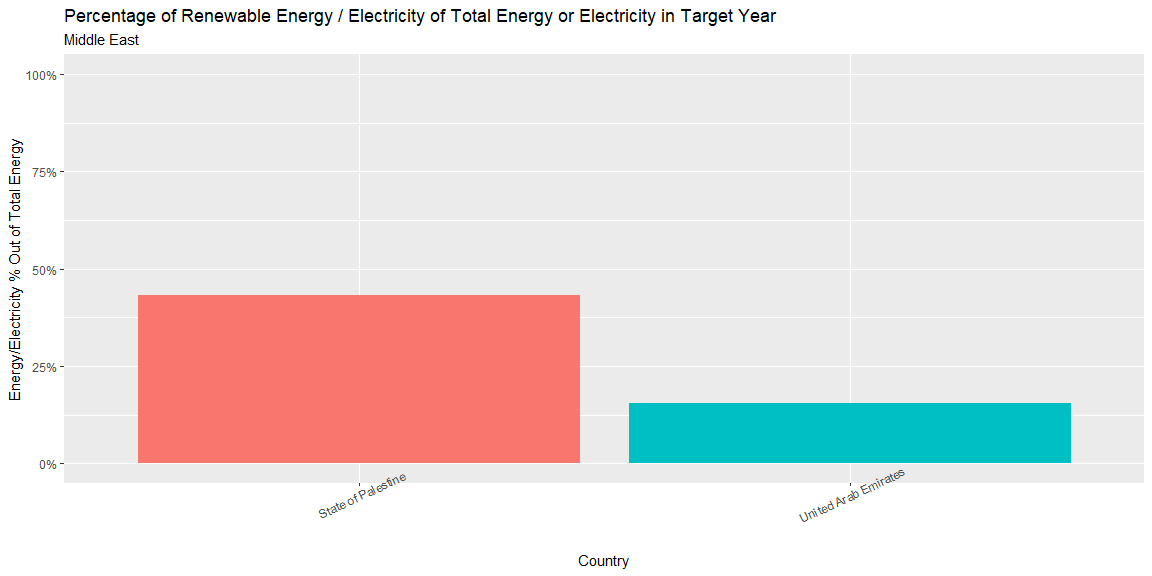 Percentage of Renewable Energy / Electricity of Total Energy or Electricity in Target Year
Middle East
Energy/Electricity % Out of Total Energy
100%
75%
50%
25%
0%
State of Palestine
United Arab Emirates
Country